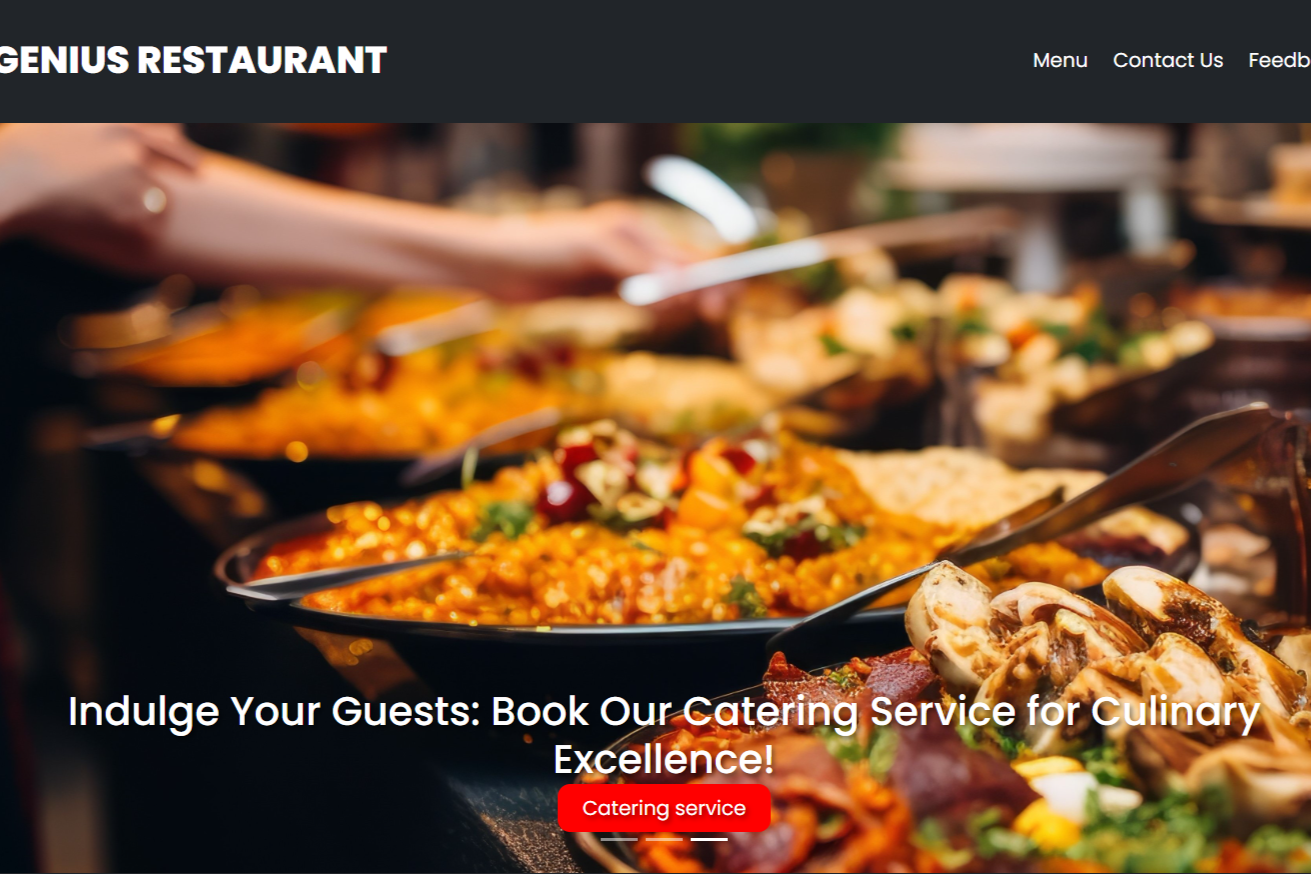 GENIUS RESTAURANT
Menu Contact Us Feedb
Indulge Your Guests: Book Our Catering Service for Culinary
Excellence!
Catering service